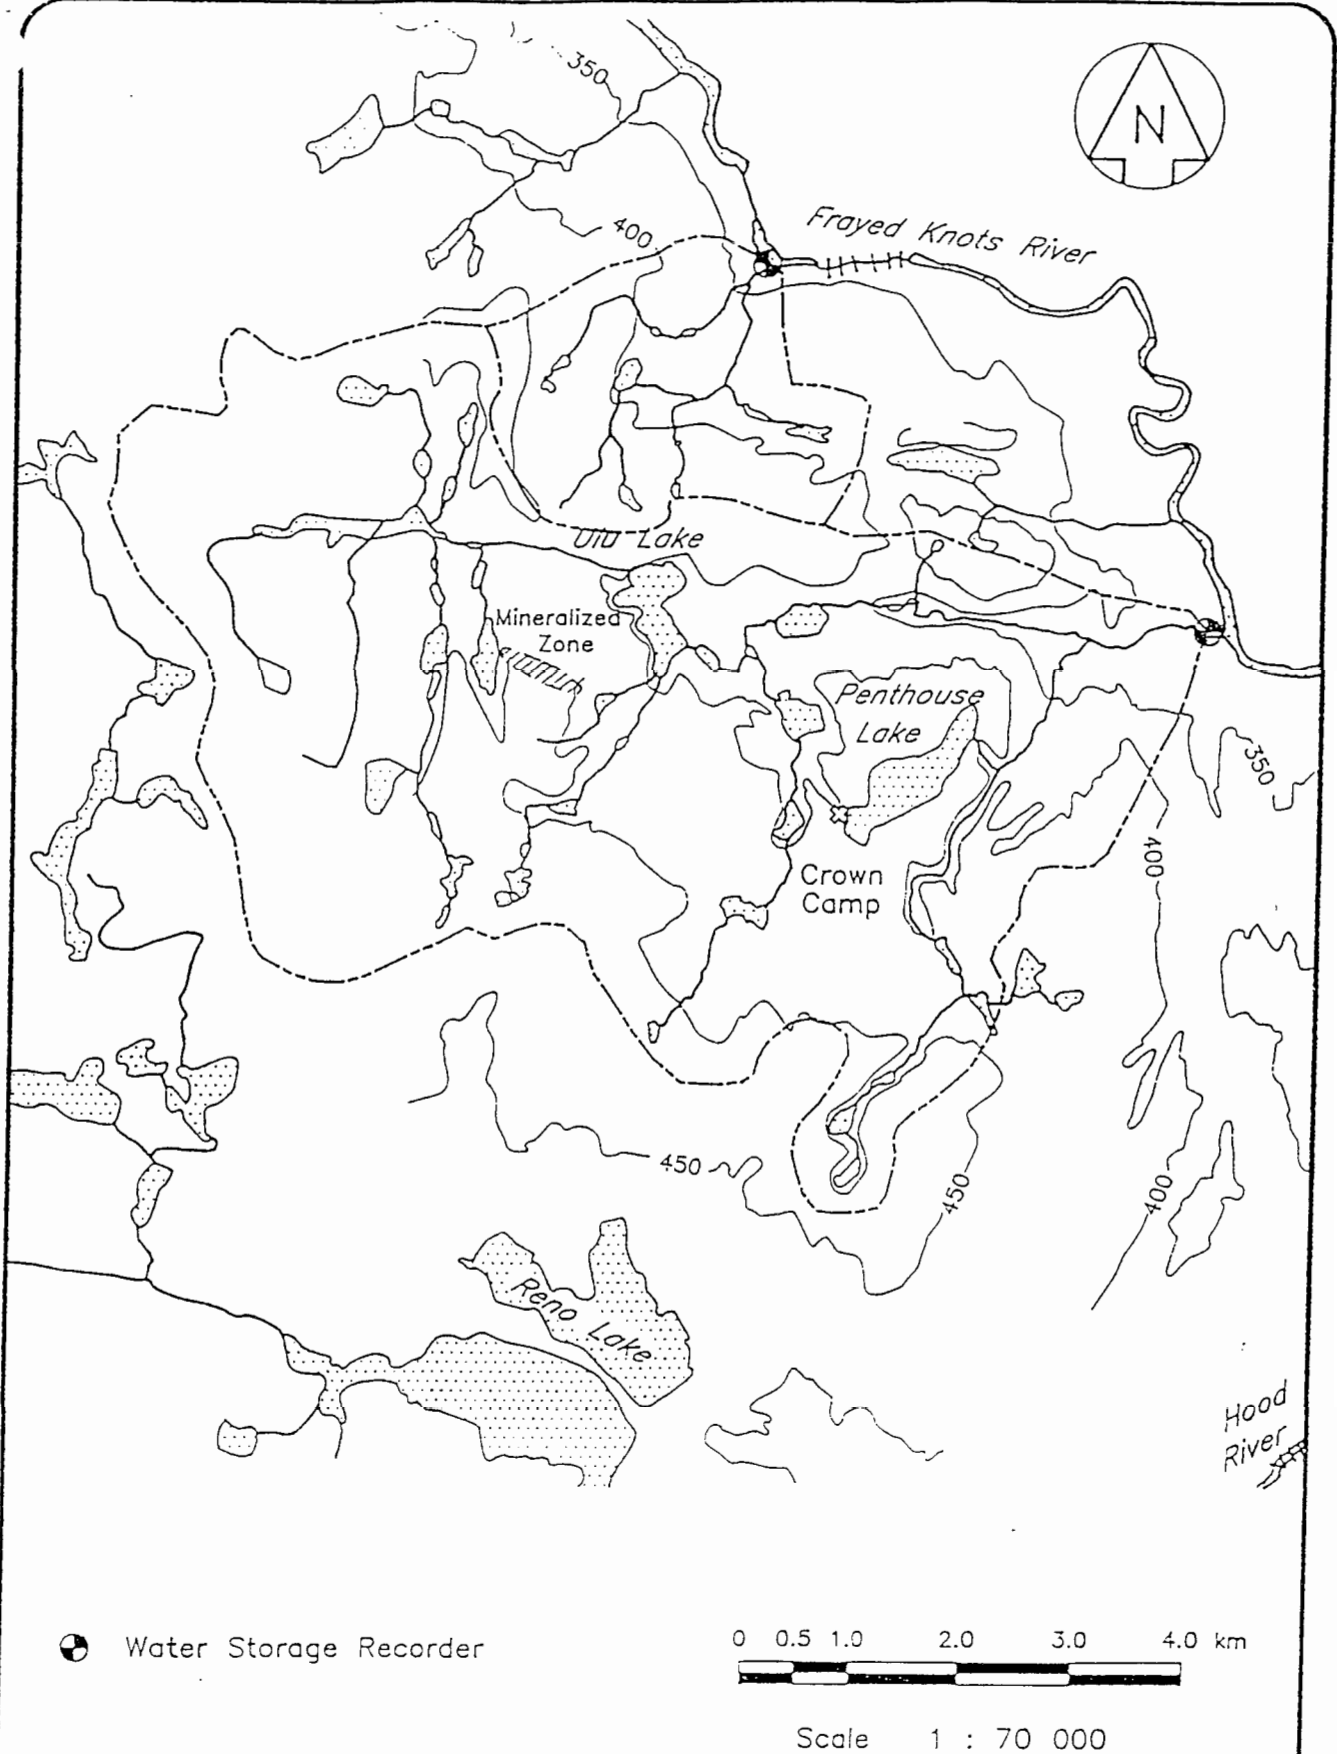 350
N
400
Frayed Knots River
Ulu Lake
Mineralized
Zone
Penthouse
Lake
350
400
Crown
Camp
450
450
400
Reno Lake
Hood
River
Water Storage Recorder
0 0.5 1.0 2.0 3.0 4.0 km
Scale 1 : 70 000